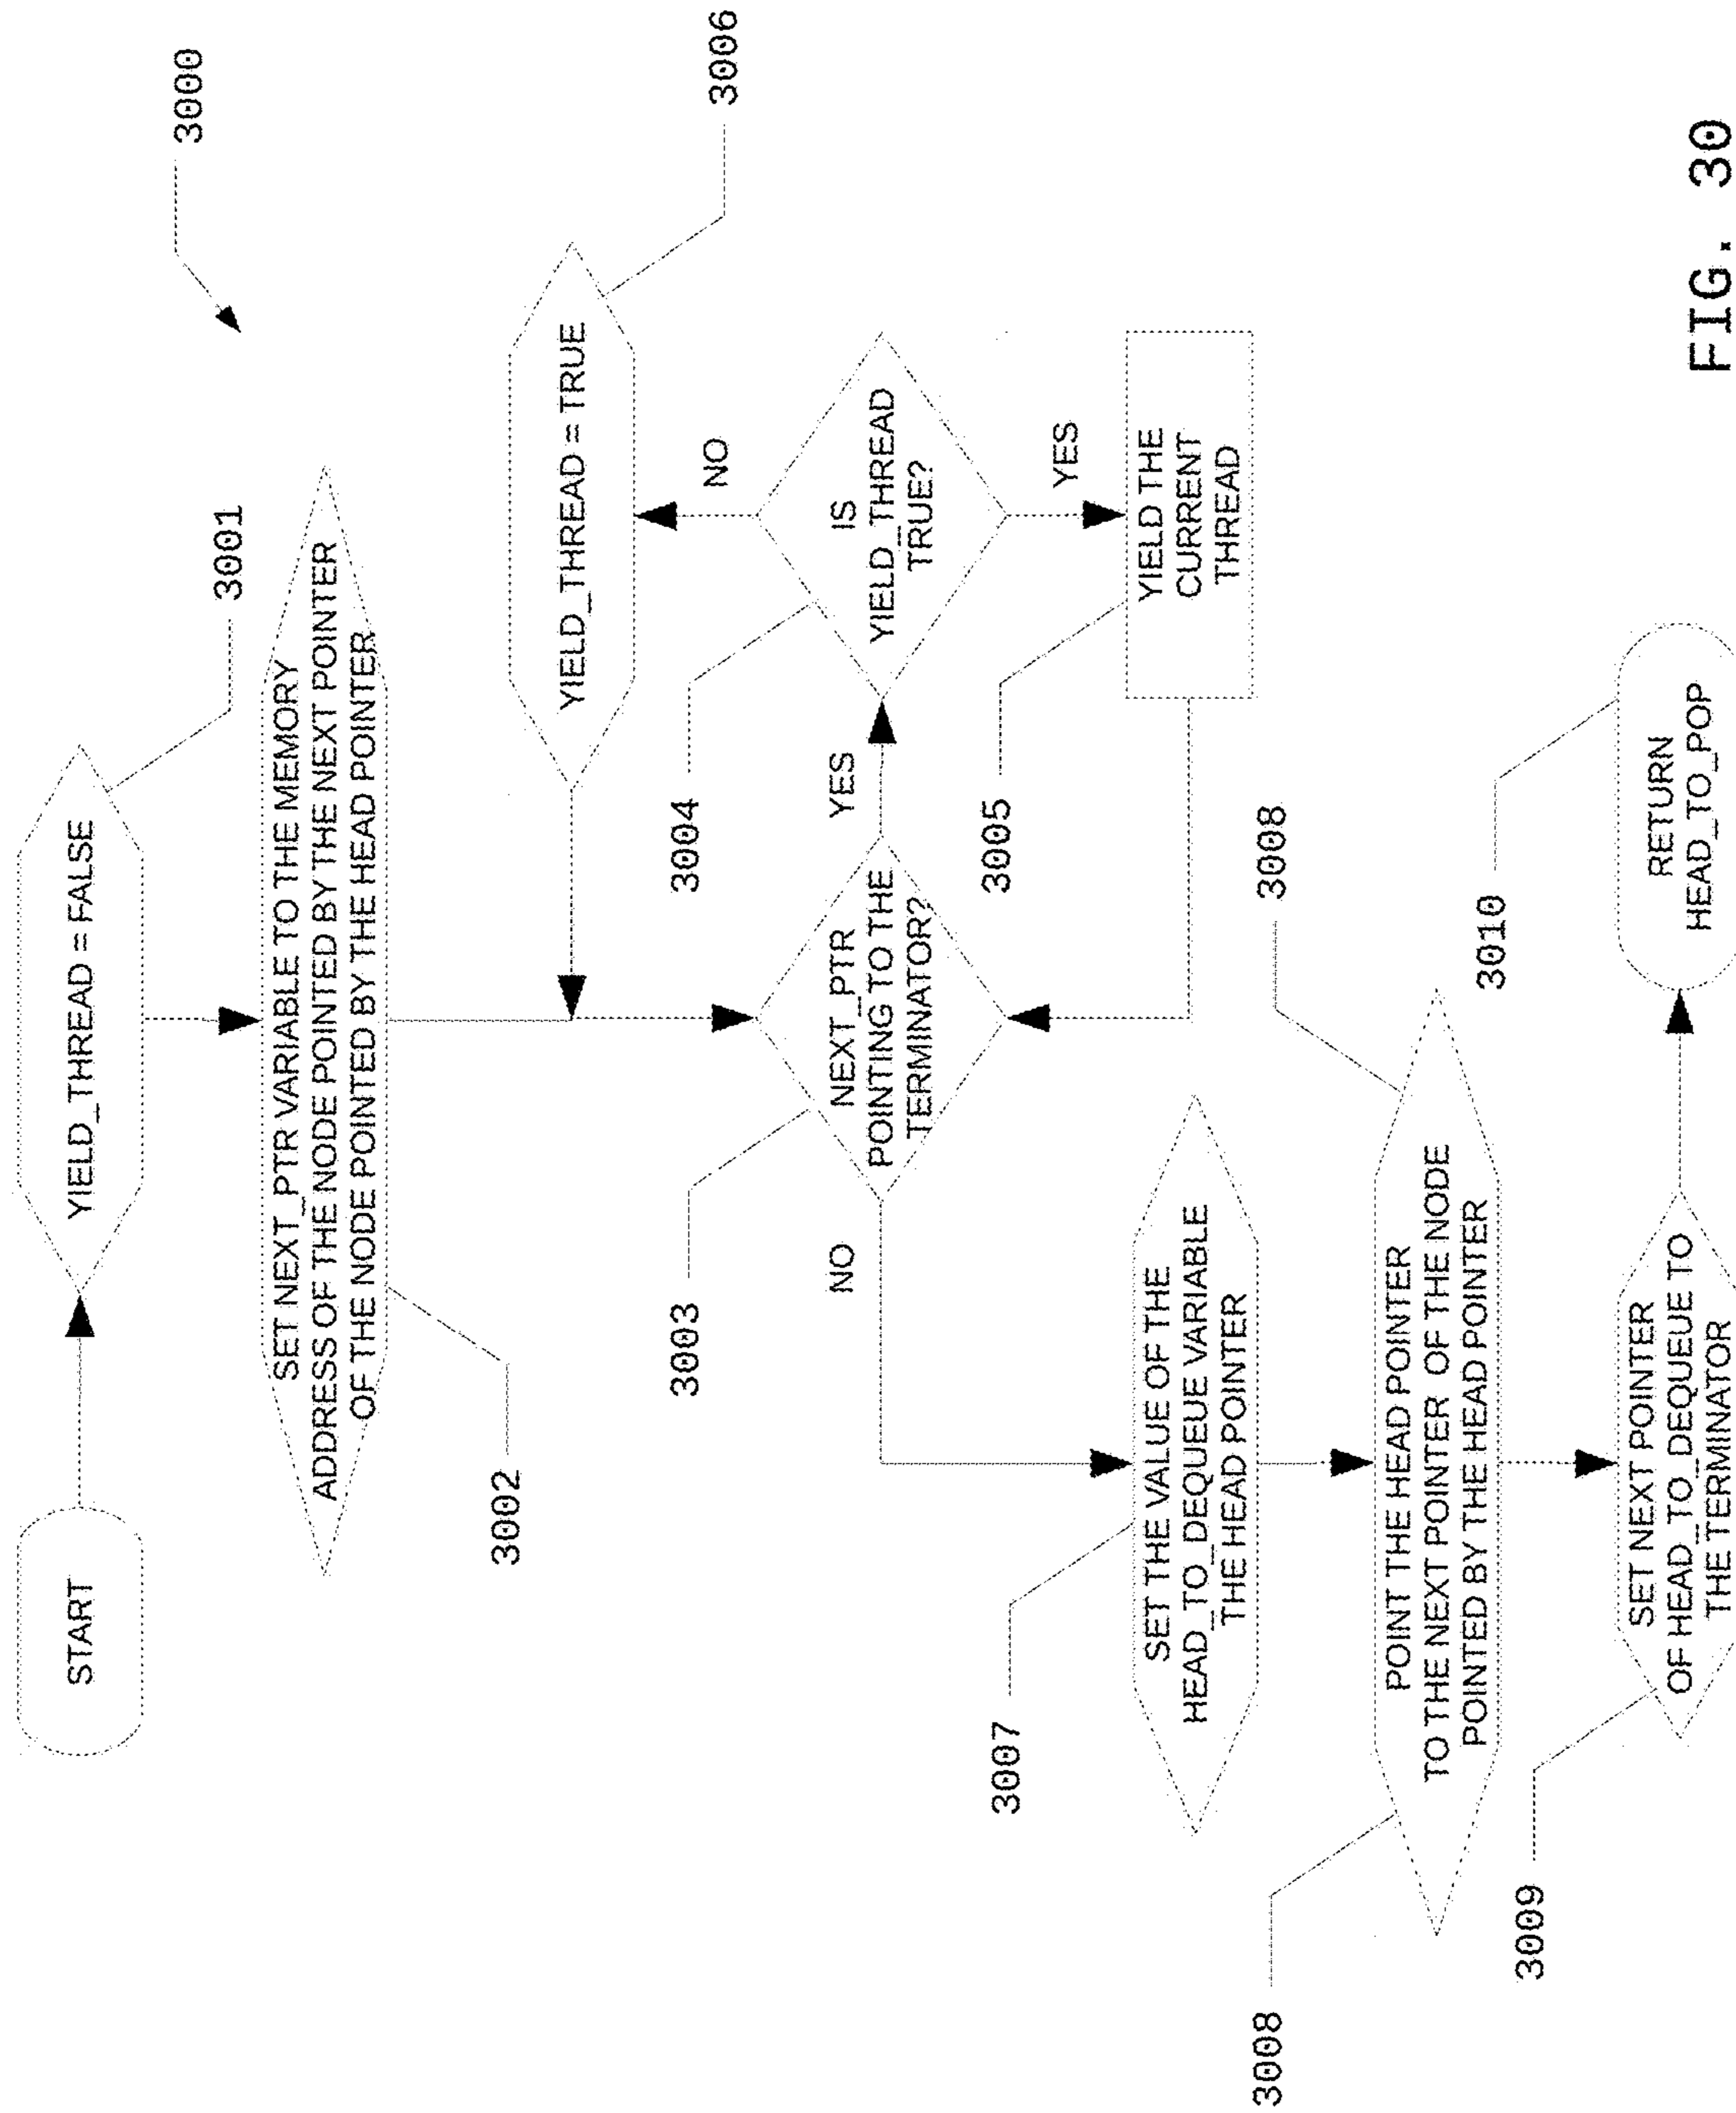 3000
START
YIELD_THREAD = FALSE
3001
SET NEXT_PTR VARIABLE TO THE MEMORY
ADDRESS OF THE NODE POINTED BY THE NEXT POINTER
OF THE NODE POINTED BY THE HEAD POINTER
3002
YIELD_THREAD = TRUE
3006
3003
NEXT_PTR
POINTING TO THE
TERMINATOR?
YES
NO
3004
IS
YIELD_THREAD
TRUE?
NO
YES
3005
YIELD THE
CURRENT
THREAD
3007
SET THE VALUE OF THE
HEAD_TO_DEQUEUE VARIABLE
THE HEAD POINTER
3008
POINT THE HEAD POINTER
TO THE NEXT POINTER OF THE NODE
POINTED BY THE HEAD POINTER
3008
3009
SET NEXT POINTER
OF HEAD_TO_DEQUEUE TO
THE TERMINATOR
3010
RETURN
HEAD_TO_POP
FIG. 30